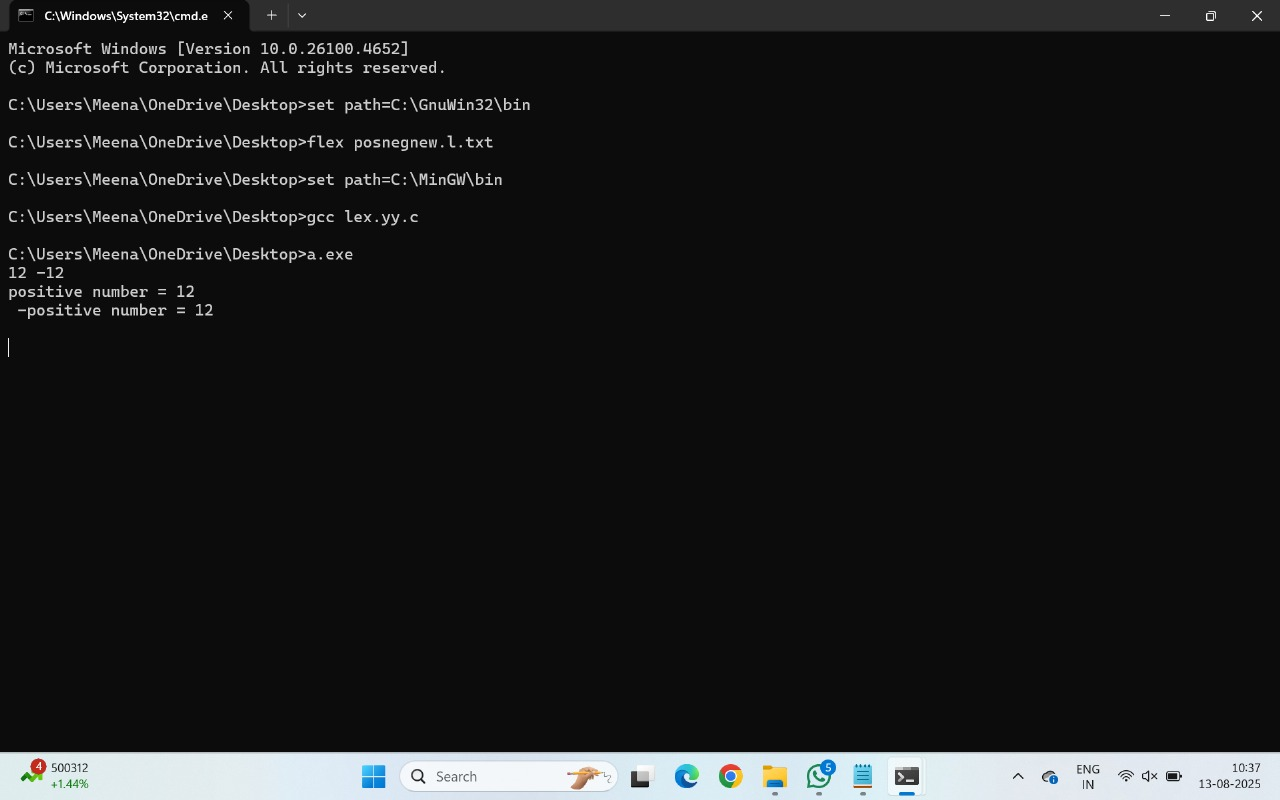 C:\Windows\System32\cmd.e
Microsoft Windows [Version 10.0.26100.4652]
(c) Microsoft Corporation. All rights reserved.
C:\Users\Meena\OneDrive\Desktop>set path=C:\GnuWin32\bin
C:\Users\Meena\OneDrive\Desktop>flex posnegnew.l.txt
C:\Users\Meena\OneDrive\Desktop>set path=C:\MinGW\bin
C:\Users\Meena\OneDrive\Desktop>gcc lex.yy.c
C:\Users\Meena\OneDrive\Desktop>a.exe
12 -12
positive number = 12
 -positive number = 12
4
500312
+1.44%
Search
5
ENG
IN
10:37
13-08-2025